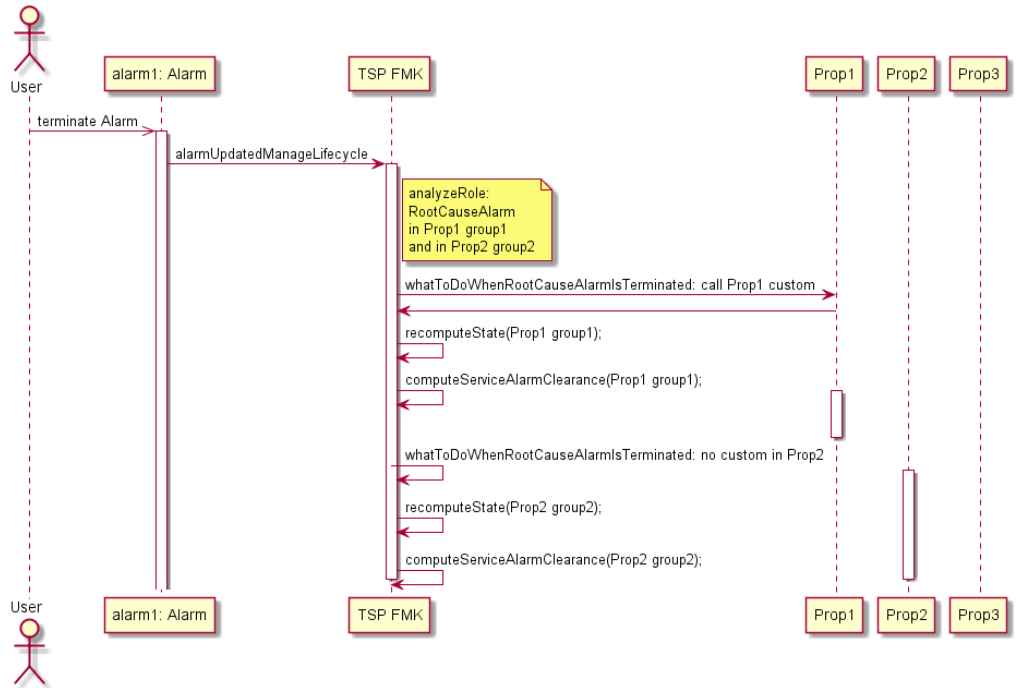 User
alarm1: Alarm
TSP FMK
Prop1
Prop2
Prop3
terminate Alarm
alarmUpdatedManageLifecycle
analyzeRole:
RootCauseAlarm
in Prop1 group1
and in Prop2 group2
whatToDoWhenRootCauseAlarmIsTerminated: call Prop1 custom
recomputeState(Prop1 group1);
computeServiceAlarmClearance(Prop1 group1);
whatToDoWhenRootCauseAlarmIsTerminated: no custom in Prop2
recomputeState(Prop2 group2);
computeServiceAlarmClearance(Prop2 group2);
User
alarm1: Alarm
TSP FMK
Prop1
Prop2
Prop3